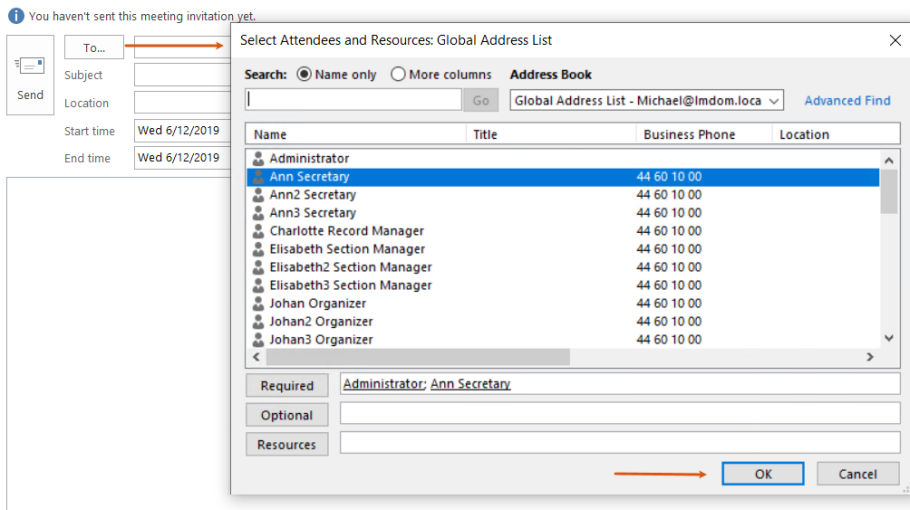 You haven't sent this meeting invitation yet.
Select Attendees and Resources: Global Address List
To...
Subject
Send
Location
Start time Wed 6/12/2019
End time Wed 6/12/2019
Search: Name only More columns Address Book
Go Global Address List - Michael@lmdom.loca Advanced Find
Name Title Business Phone Location
Administrator
Ann Secretary 44 60 10 00
Ann2 Secretary 44 60 10 00
Ann3 Secretary 44 60 10 00
Charlotte Record Manager 44 60 10 00
Elisabeth Section Manager 44 60 10 00
Elisabeth2 Section Manager 44 60 10 00
Elisabeth3 Section Manager 44 60 10 00
Johan Organizer 44 60 10 00
Johan2 Organizer 44 60 10 00
Johan3 Organizer 44 60 10 00
Required Administrator; Ann Secretary
Optional
Resources
OK Cancel